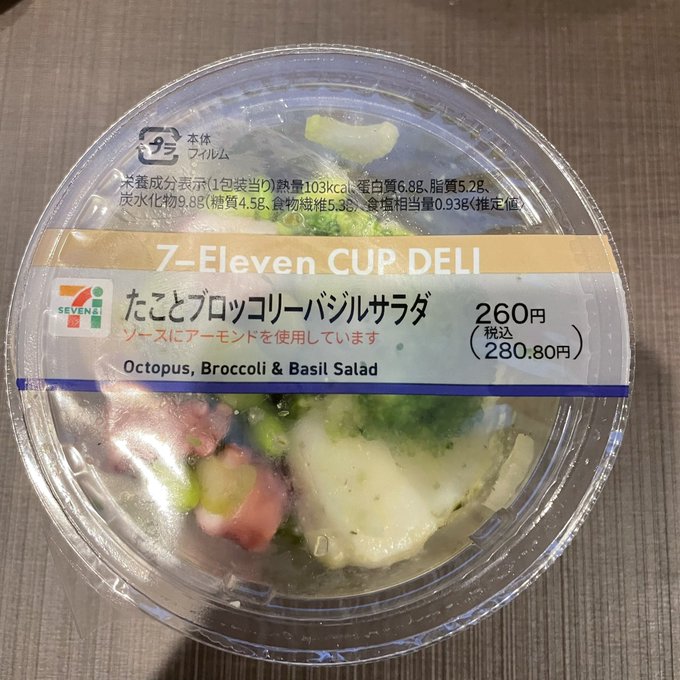 プラ
本体
フィルム
栄養成分表示(1包装当り)熱量103kcal、蛋白質6.8g、脂質5.2g、
炭水化物9.8g(糖質4.5g、食物繊維5.3g)、食塩相当量0.93g〈推定値〉
7-Eleven CUP DELI
7i
SEVEN&i
たことブロッコリーバジルサラダ
260円
ソースにアーモンドを使用しています
(税込
280.80円)
Octopus, Broccoli & Basil Salad